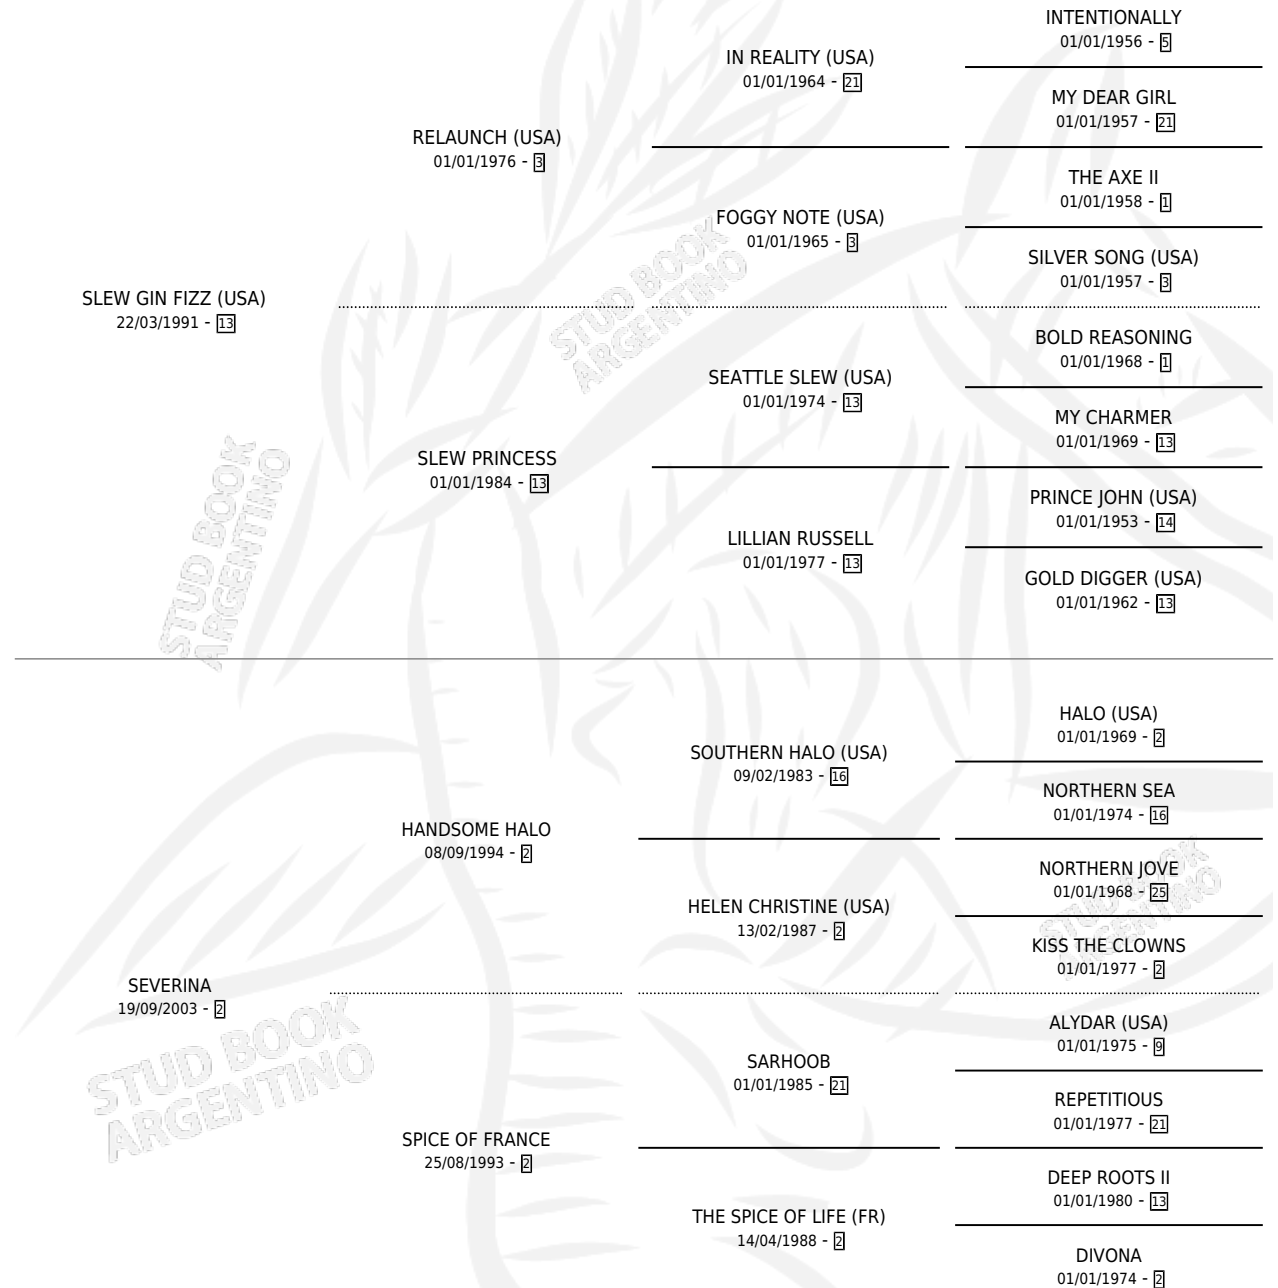 INTENTIONALLY
01/01/1956 - 5
IN REALITY (USA)
01/01/1964 - 21
MY DEAR GIRL
01/01/1957 - 21
RELAUNCH (USA)
01/01/1976 - 3
THE AXE II
01/01/1958 - 1
FOGGY NOTE (USA)
01/01/1965 - 3
SILVER SONG (USA)
01/01/1957 - 3
SLEW GIN FIZZ (USA)
22/03/1991 - 13
STUD BOOK
ARGENTINO
BOLD REASONING
01/01/1968 - 1
SEATTLE SLEW (USA)
01/01/1974 - 13
MY CHARMER
01/01/1969 - 13
SLEW PRINCESS
01/01/1984 - 13
PRINCE JOHN (USA)
01/01/1953 - 14
LILLIAN RUSSELL
01/01/1977 - 13
GOLD DIGGER (USA)
01/01/1962 - 13
STUD BOOK
ARGENTINO
HALO (USA)
01/01/1969 - 2
SOUTHERN HALO (USA)
09/02/1983 - 16
NORTHERN SEA
01/01/1974 - 16
HANDSOME HALO
08/09/1994 - 2
NORTHERN JOVE
01/01/1968 - 25
STUD BOOK
ARGENTINO
HELEN CHRISTINE (USA)
13/02/1987 - 2
KISS THE CLOWNS
01/01/1977 - 2
SEVERINA
19/09/2003 - 2
STUD BOOK
ARGENTINO
ALYDAR (USA)
01/01/1975 - 9
SARHOOB
01/01/1985 - 21
REPETITIOUS
01/01/1977 - 21
SPICE OF FRANCE
25/08/1993 - 2
DEEP ROOTS II
01/01/1980 - 13
THE SPICE OF LIFE (FR)
14/04/1988 - 2
DIVONA
01/01/1974 - 2